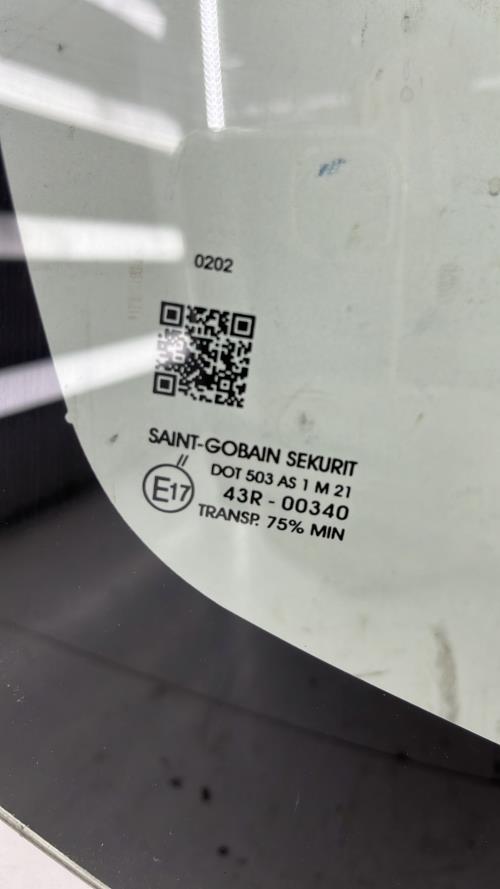 0202
SAINT-GOBAIN SEKURIT
// DOT 503 AS 1 M 21
E17 43R - 00340
TRANSP. 75% MIN